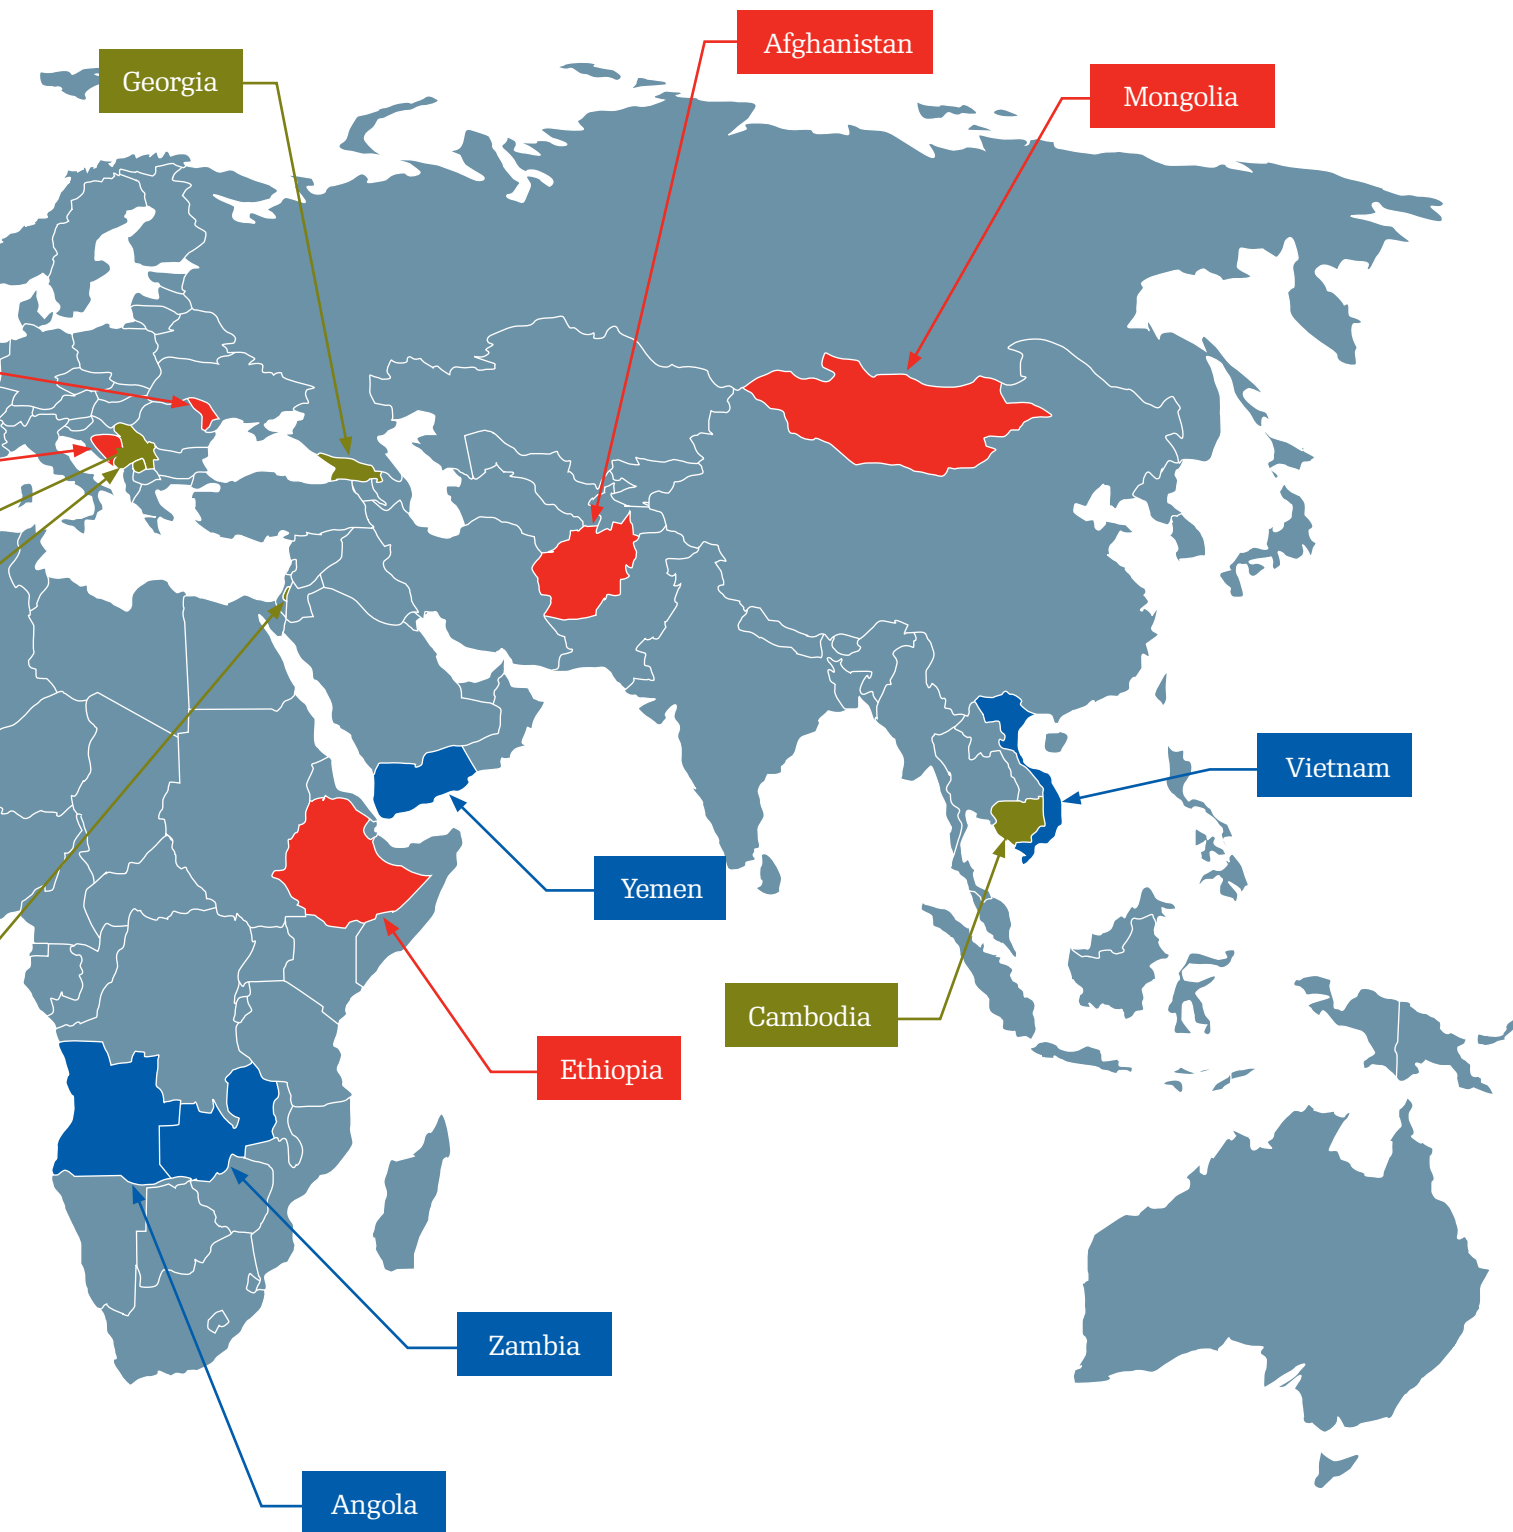 Afghanistan
Georgia
Mongolia
Vietnam
Yemen
Cambodia
Ethiopia
Zambia
Angola